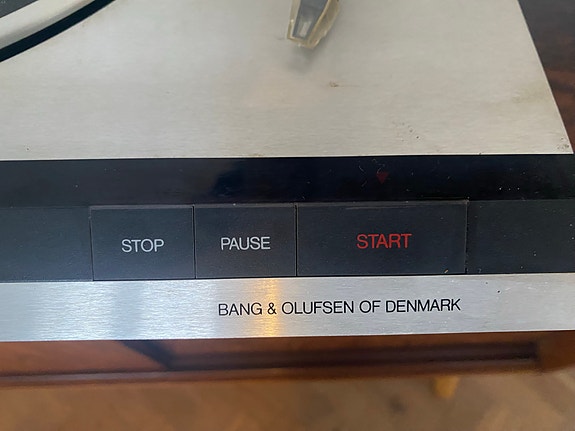 STOP PAUSE START
BANG & OLUFSEN OF DENMARK